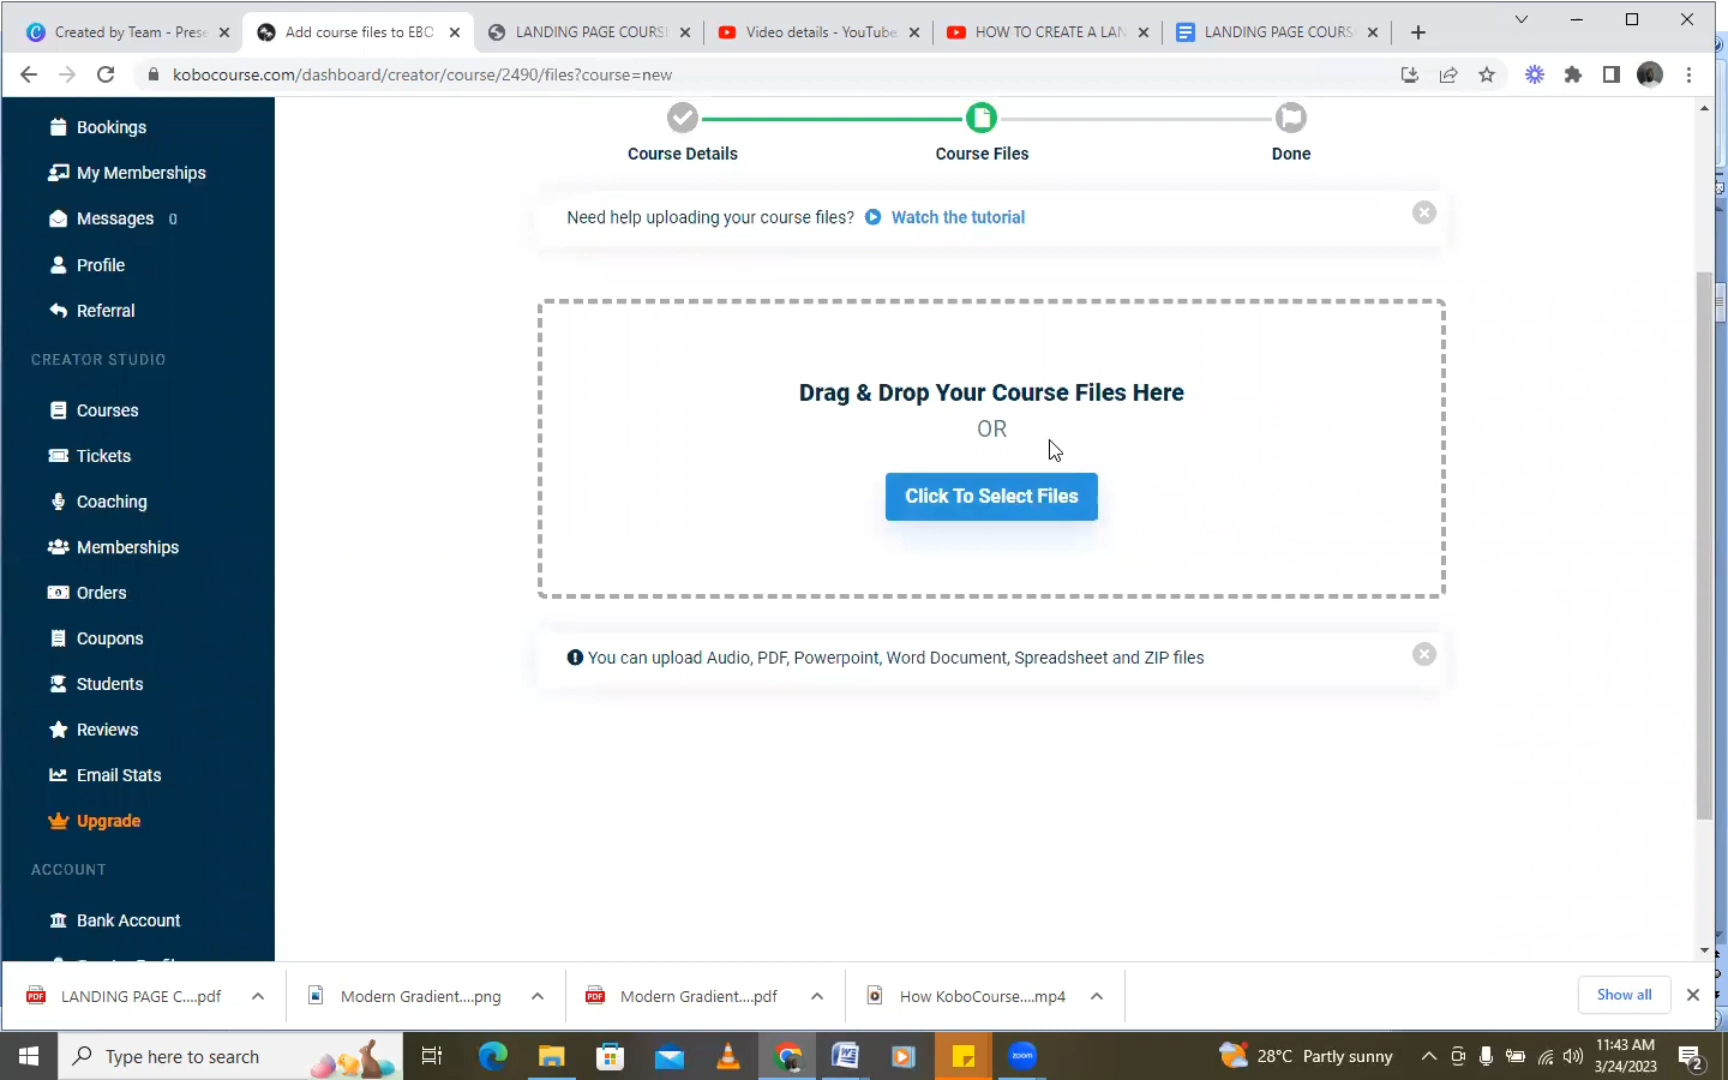 Created by Team - Prese
Add course files to EBO
LANDING PAGE COURS
Video details - YouTube
HOW TO CREATE A LAN
LANDING PAGE COURS
kobocourse.com/dashboard/creator/course/2490/files?course=new
Bookings
My Memberships
Messages 0
Profile
Referral
CREATOR STUDIO
Courses
Tickets
Coaching
Memberships
Orders
Coupons
Students
Reviews
Email Stats
Upgrade
ACCOUNT
Bank Account
Course Details
Course Files
Done
Need help uploading your course files? Watch the tutorial
Drag & Drop Your Course Files Here
OR
Click To Select Files
You can upload Audio, PDF, Powerpoint, Word Document, Spreadsheet and ZIP files
LANDING PAGE C....pdf
Modern Gradient....png
Modern Gradient....pdf
How KoboCourse....mp4
Show all
Type here to search
zoom
28°C Partly sunny
11:43 AM
3/24/2023
2